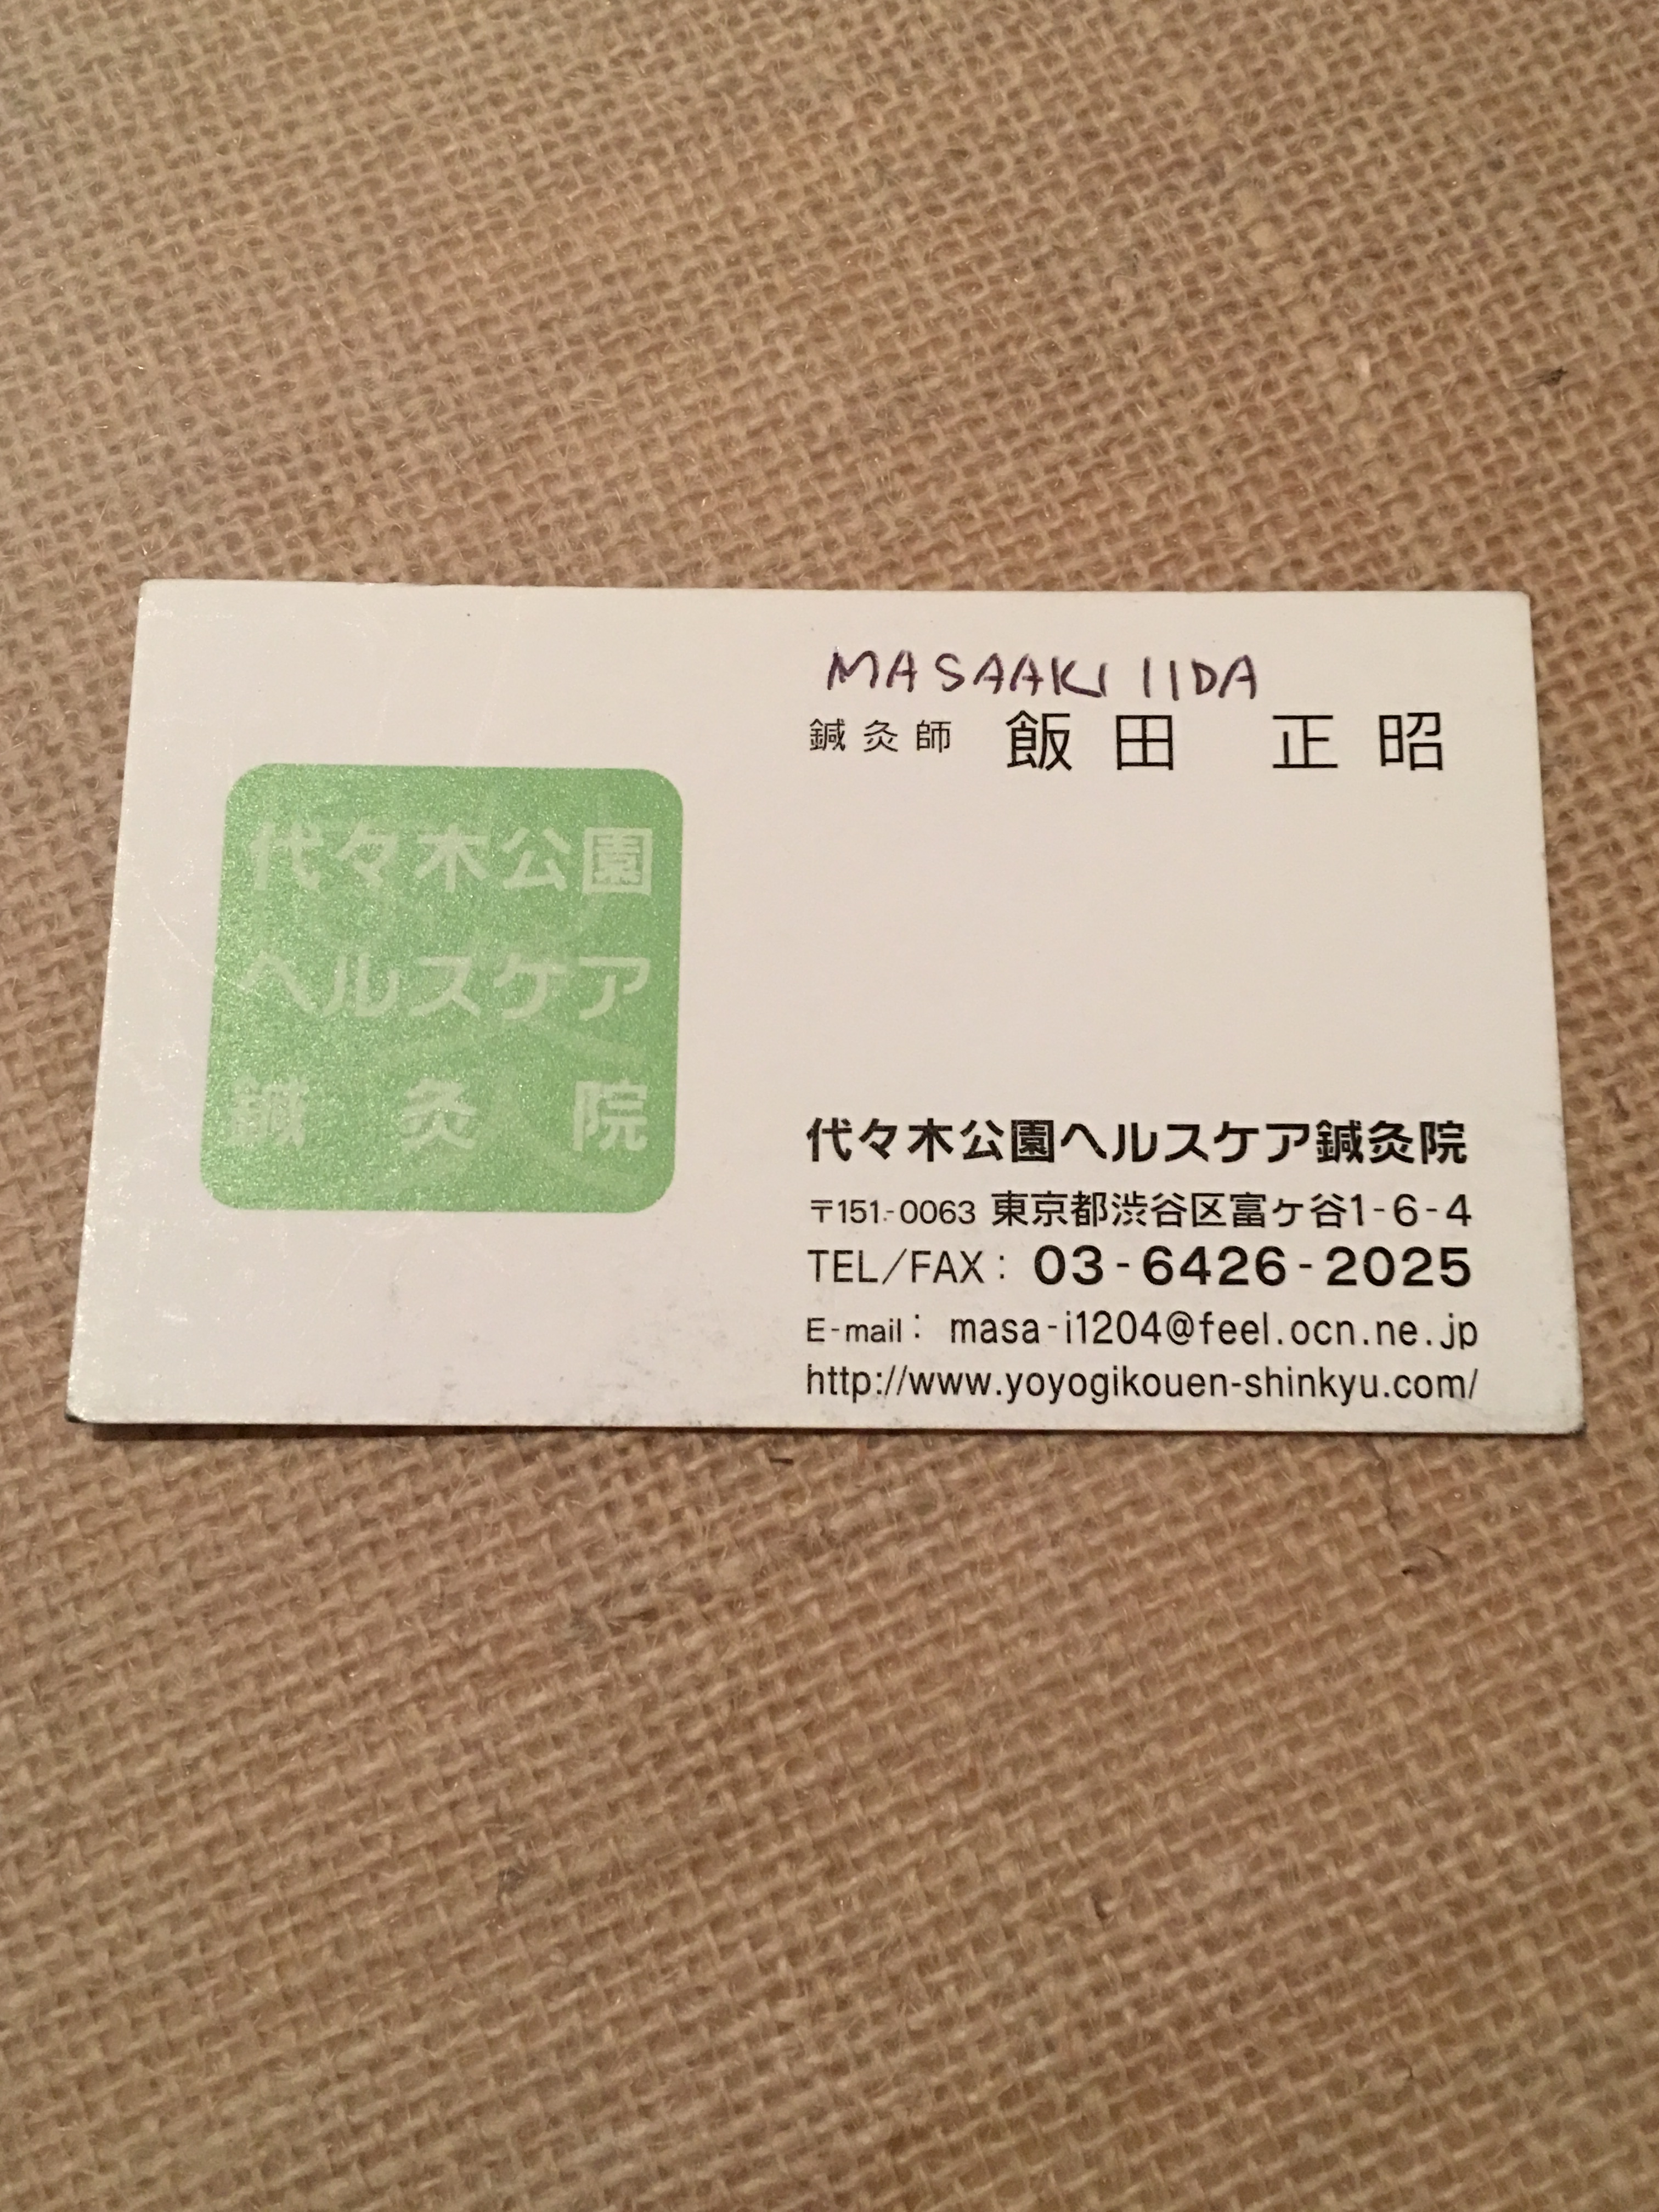 MASAAKI IIDA
鍼灸師 飯田 正昭
代々木公園
ヘルスケア
鍼灸院
代々木公園ヘルスケア鍼灸院
〒151-0063 東京都渋谷区富ヶ谷1-6-4
TEL/FAX: 03-6426-2025
E-mail: masa-i1204@feel.ocn.ne.jp
http://www.yoyogikouen-shinkyu.com/